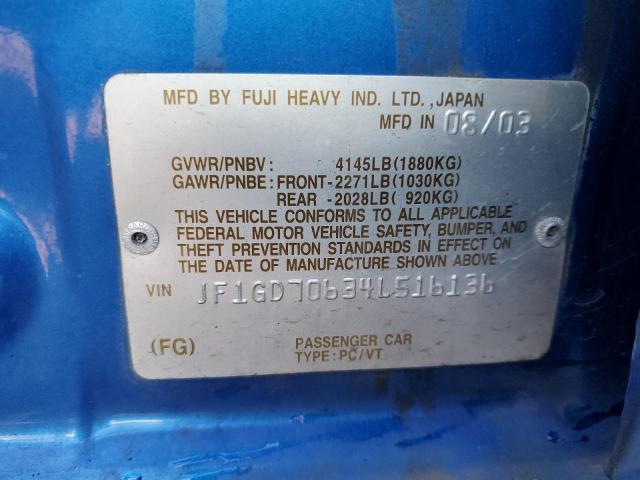 MFD BY FUJI HEAVY IND. LTD., JAPAN
MFD IN 08/03
GVWR/PNBV: 4145LB(1880KG)
GAWR/PNBE: FRONT-2271LB(1030KG)
REAR -2028LB( 920KG)
THIS VEHICLE CONFORMS TO ALL APPLICABLE
FEDERAL MOTOR VEHICLE SAFETY, BUMPER, AND
THEFT PREVENTION STANDARDS IN EFFECT ON
THE DATE OF MANUFACTURE SHOWN ABOVE.
VIN JF1GD70634L516136
(FG) PASSENGER CAR
TYPE: PC/VT